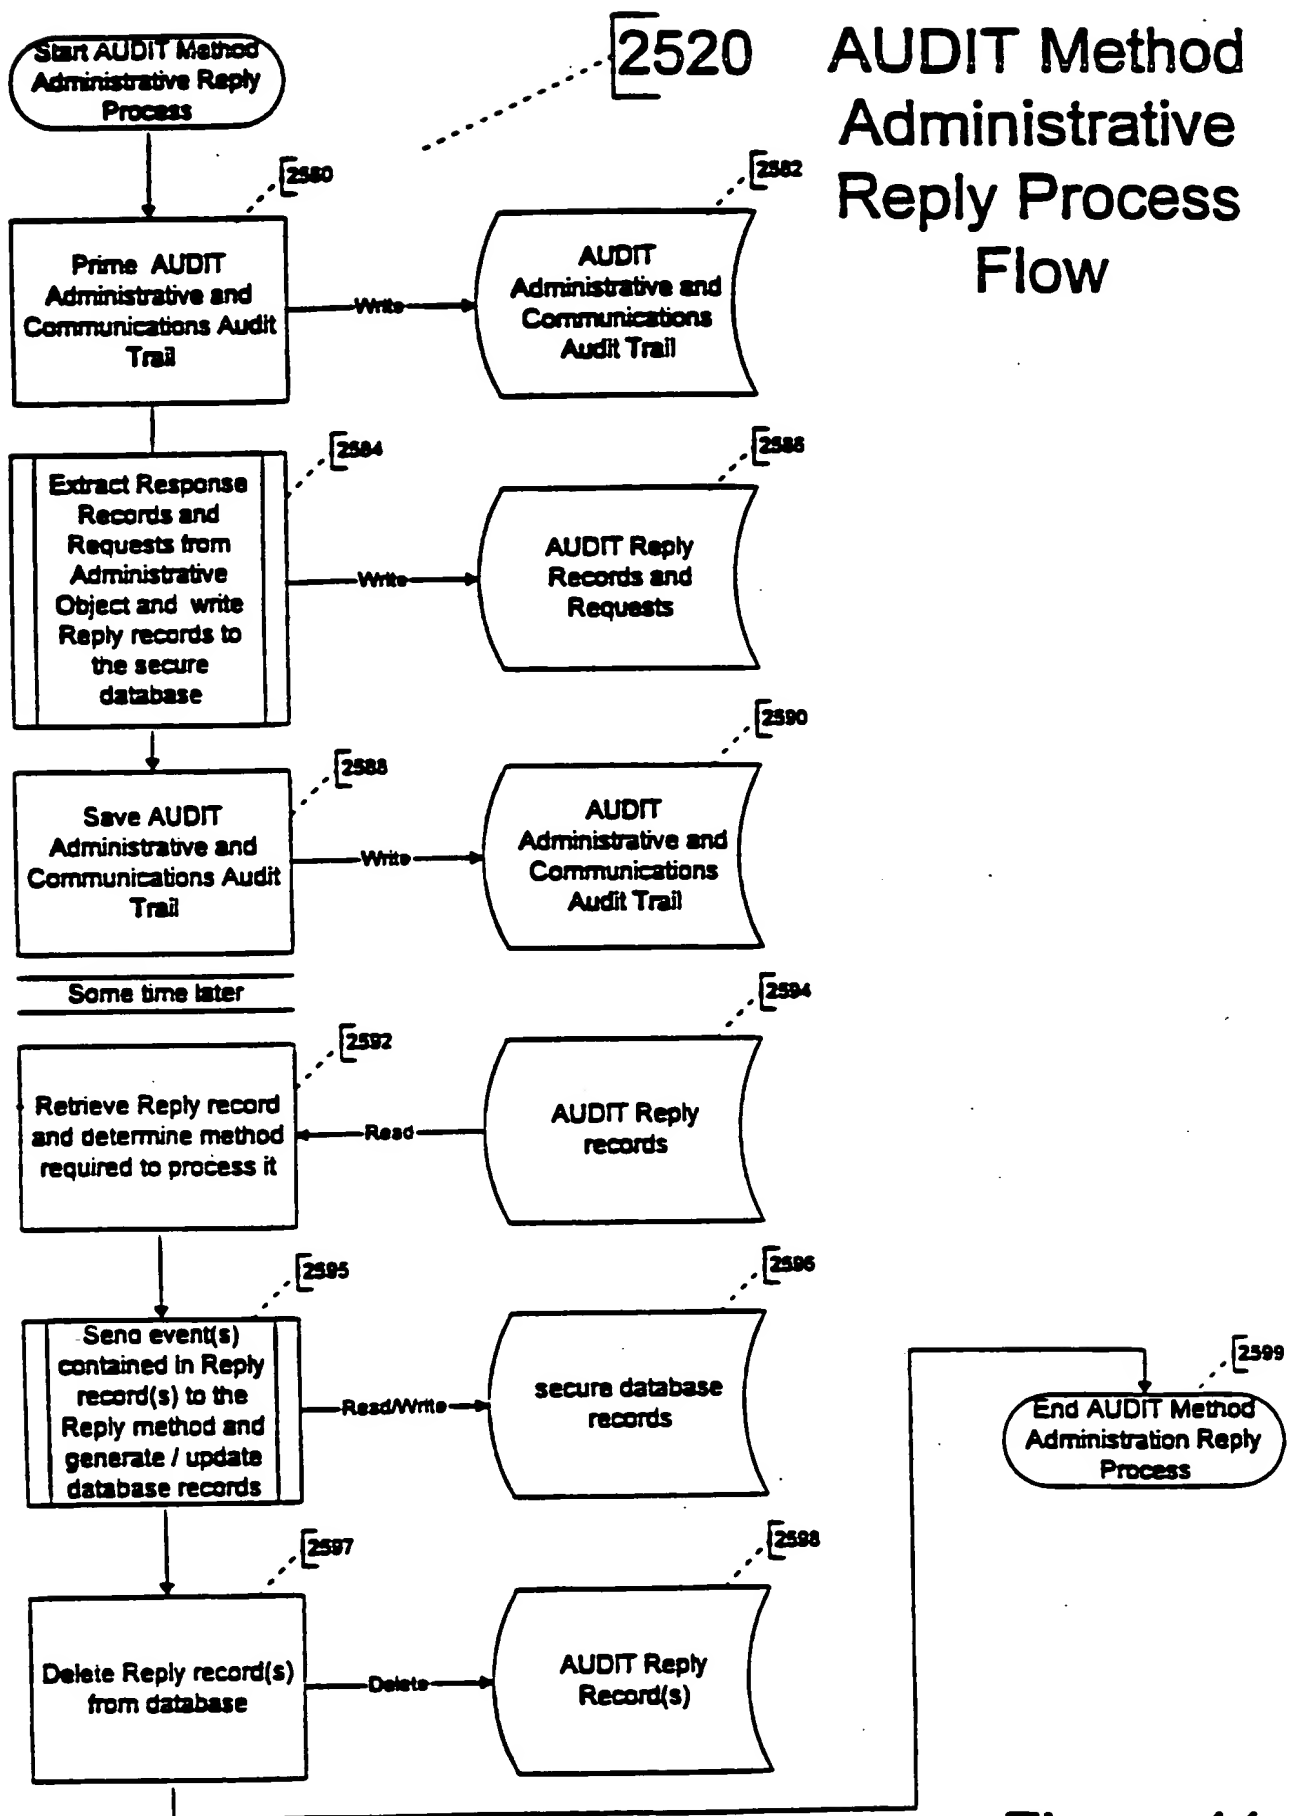 Start AUDIT Method
Administrative Reply
Process
2520
AUDIT Method
Administrative
Reply Process
Flow
2580
Prime AUDIT
Administrative and
Communications Audit
Trail
Write
2582
AUDIT
Administrative and
Communications
Audit Trail
2584
Extract Response
Records and
Requests from
Administrative
Object and write
Reply records to
the secure
database
Write
2586
AUDIT Reply
Records and
Requests
2588
Save AUDIT
Administrative and
Communications Audit
Trail
Write
2590
AUDIT
Administrative and
Communications
Audit Trail
Some time later
2592
Retrieve Reply record
and determine method
required to process it
Read
2594
AUDIT Reply
records
2595
Send event(s)
contained in Reply
record(s) to the
Reply method and
generate / update
database records
Read/Write
2596
secure database
records
2597
Delete Reply record(s)
from database
Delete
2598
AUDIT Reply
Record(s)
2599
End AUDIT Method
Administration Reply
Process